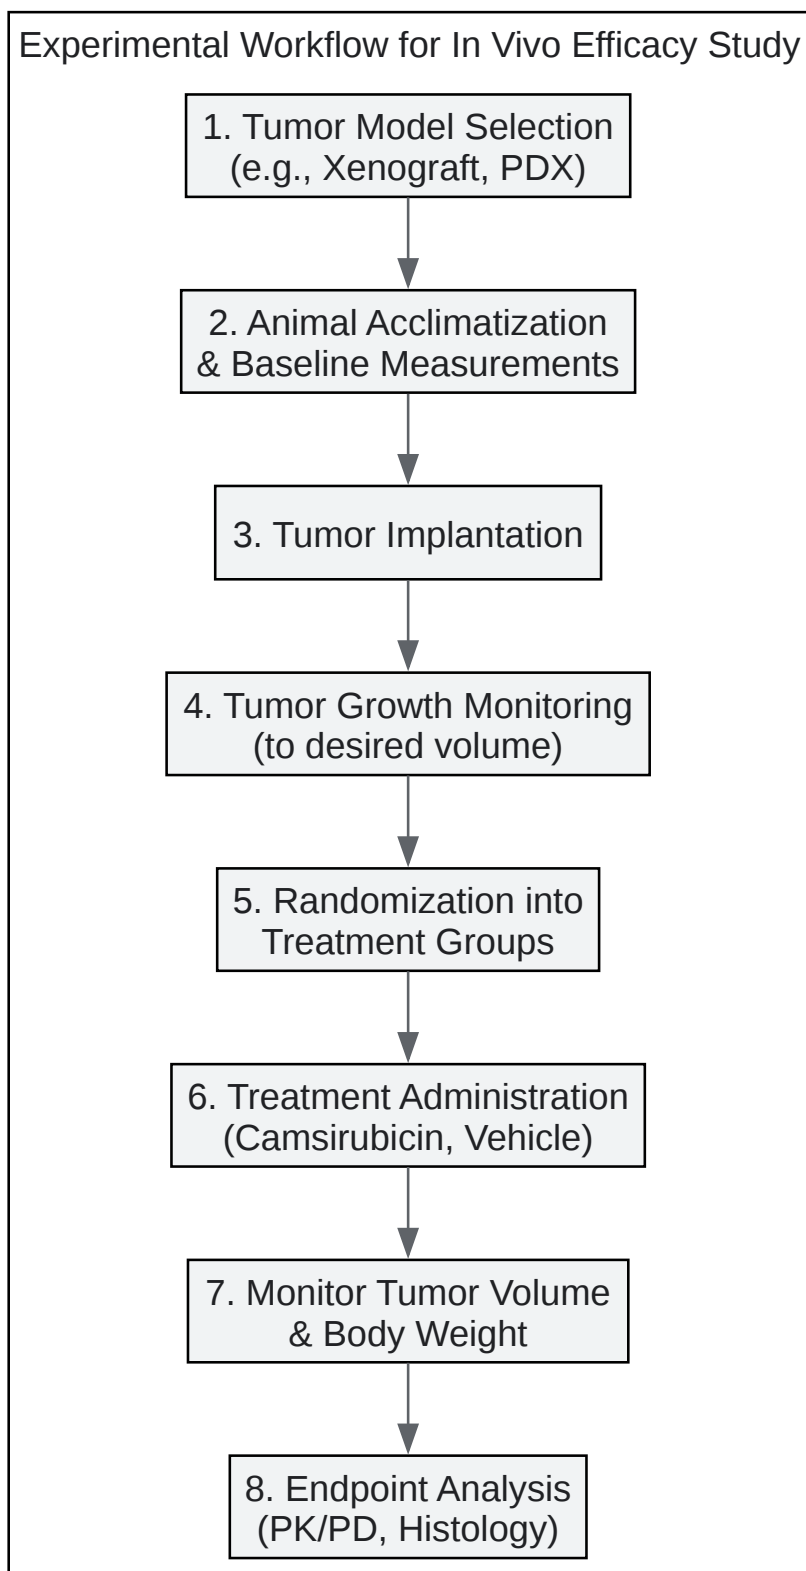 Experimental Workflow for In Vivo Efficacy Study
1. Tumor Model Selection
(e.g., Xenograft, PDX)
2. Animal Acclimatization
& Baseline Measurements
3. Tumor Implantation
4. Tumor Growth Monitoring
(to desired volume)
5. Randomization into
Treatment Groups
6. Treatment Administration
(Camsirubicin, Vehicle)
7. Monitor Tumor Volume
& Body Weight
8. Endpoint Analysis
(PK/PD, Histology)